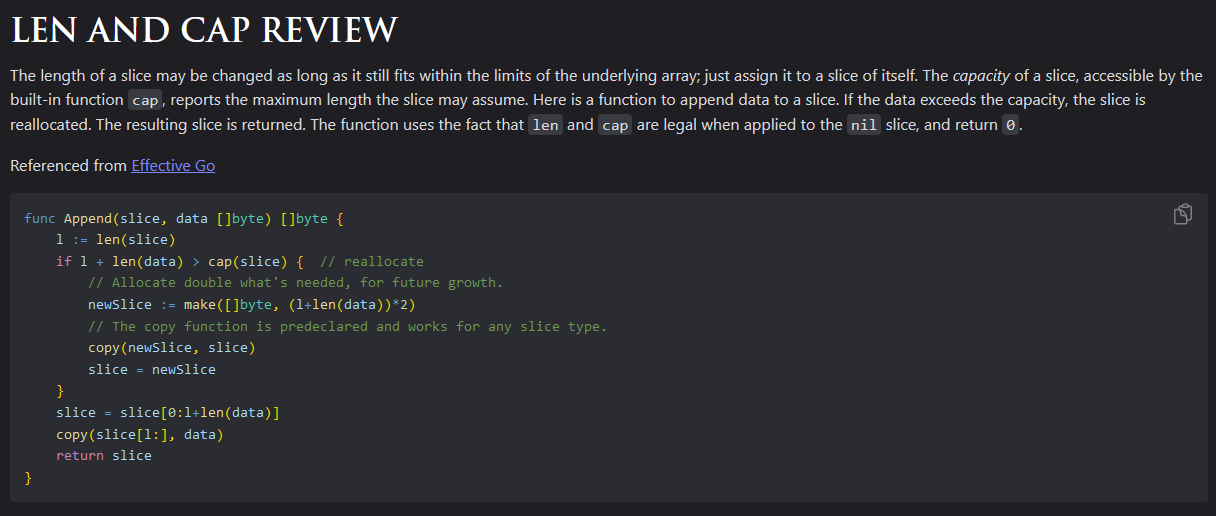 LEN AND CAP REVIEW
The length of a slice may be changed as long as it still fits within the limits of the underlying array; just assign it to a slice of itself. The capacity of a slice, accessible by the
built-in function cap, reports the maximum length the slice may assume. Here is a function to append data to a slice. If the data exceeds the capacity, the slice is
reallocated. The resulting slice is returned. The function uses the fact that len and cap are legal when applied to the nil slice, and return 0.
Referenced from Effective Go
func Append(slice, data []byte) []byte {
    l := len(slice)
    if l + len(data) > cap(slice) {  // reallocate
        // Allocate double what's needed, for future growth.
        newSlice := make([]byte, (l+len(data))*2)
        // The copy function is predeclared and works for any slice type.
        copy(newSlice, slice)
        slice = newSlice
    }
    slice = slice[0:l+len(data)]
    copy(slice[l:], data)
    return slice
}